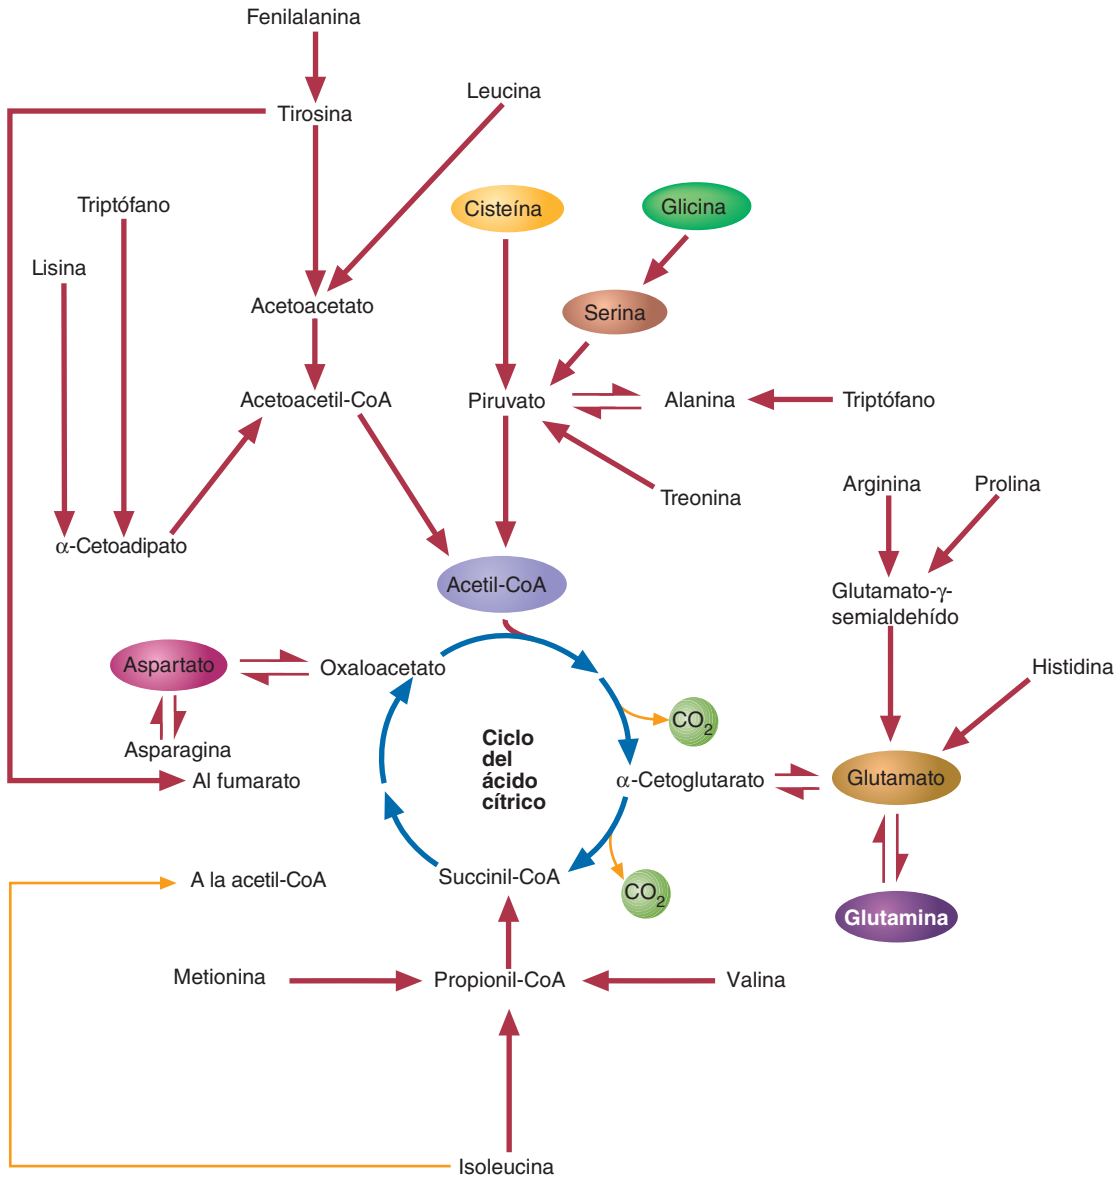 Fenilalanina
Leucina
Tirosina
Triptófano
Cisteína
Glicina
Lisina
Acetoacetato
Serina
Acetoacetil-CoA
Piruvato
Alanina
Triptófano
Treonina
Arginina
Prolina
α-Cetoadipato
Acetil-CoA
Glutamato-γ-
semialdehído
Aspartato
Oxaloacetato
Histidina
CO2
Asparagina
Ciclo
del
ácido
cítrico
Al fumarato
α-Cetoglutarato
Glutamato
A la acetil-CoA
Succinil-CoA
CO2
Glutamina
Metionina
Propionil-CoA
Valina
Isoleucina